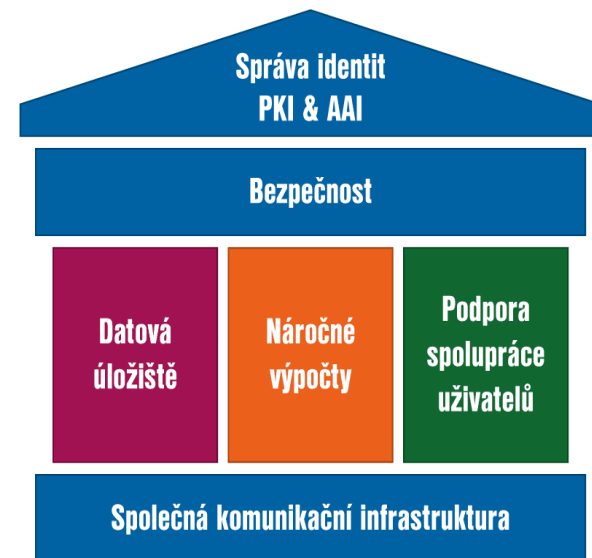 Správa identit
PKI & AAI
Bezpečnost
Datová
úložiště
Náročné
výpočty
Podpora
spolupráce
uživatelů
Společná komunikační infrastruktura